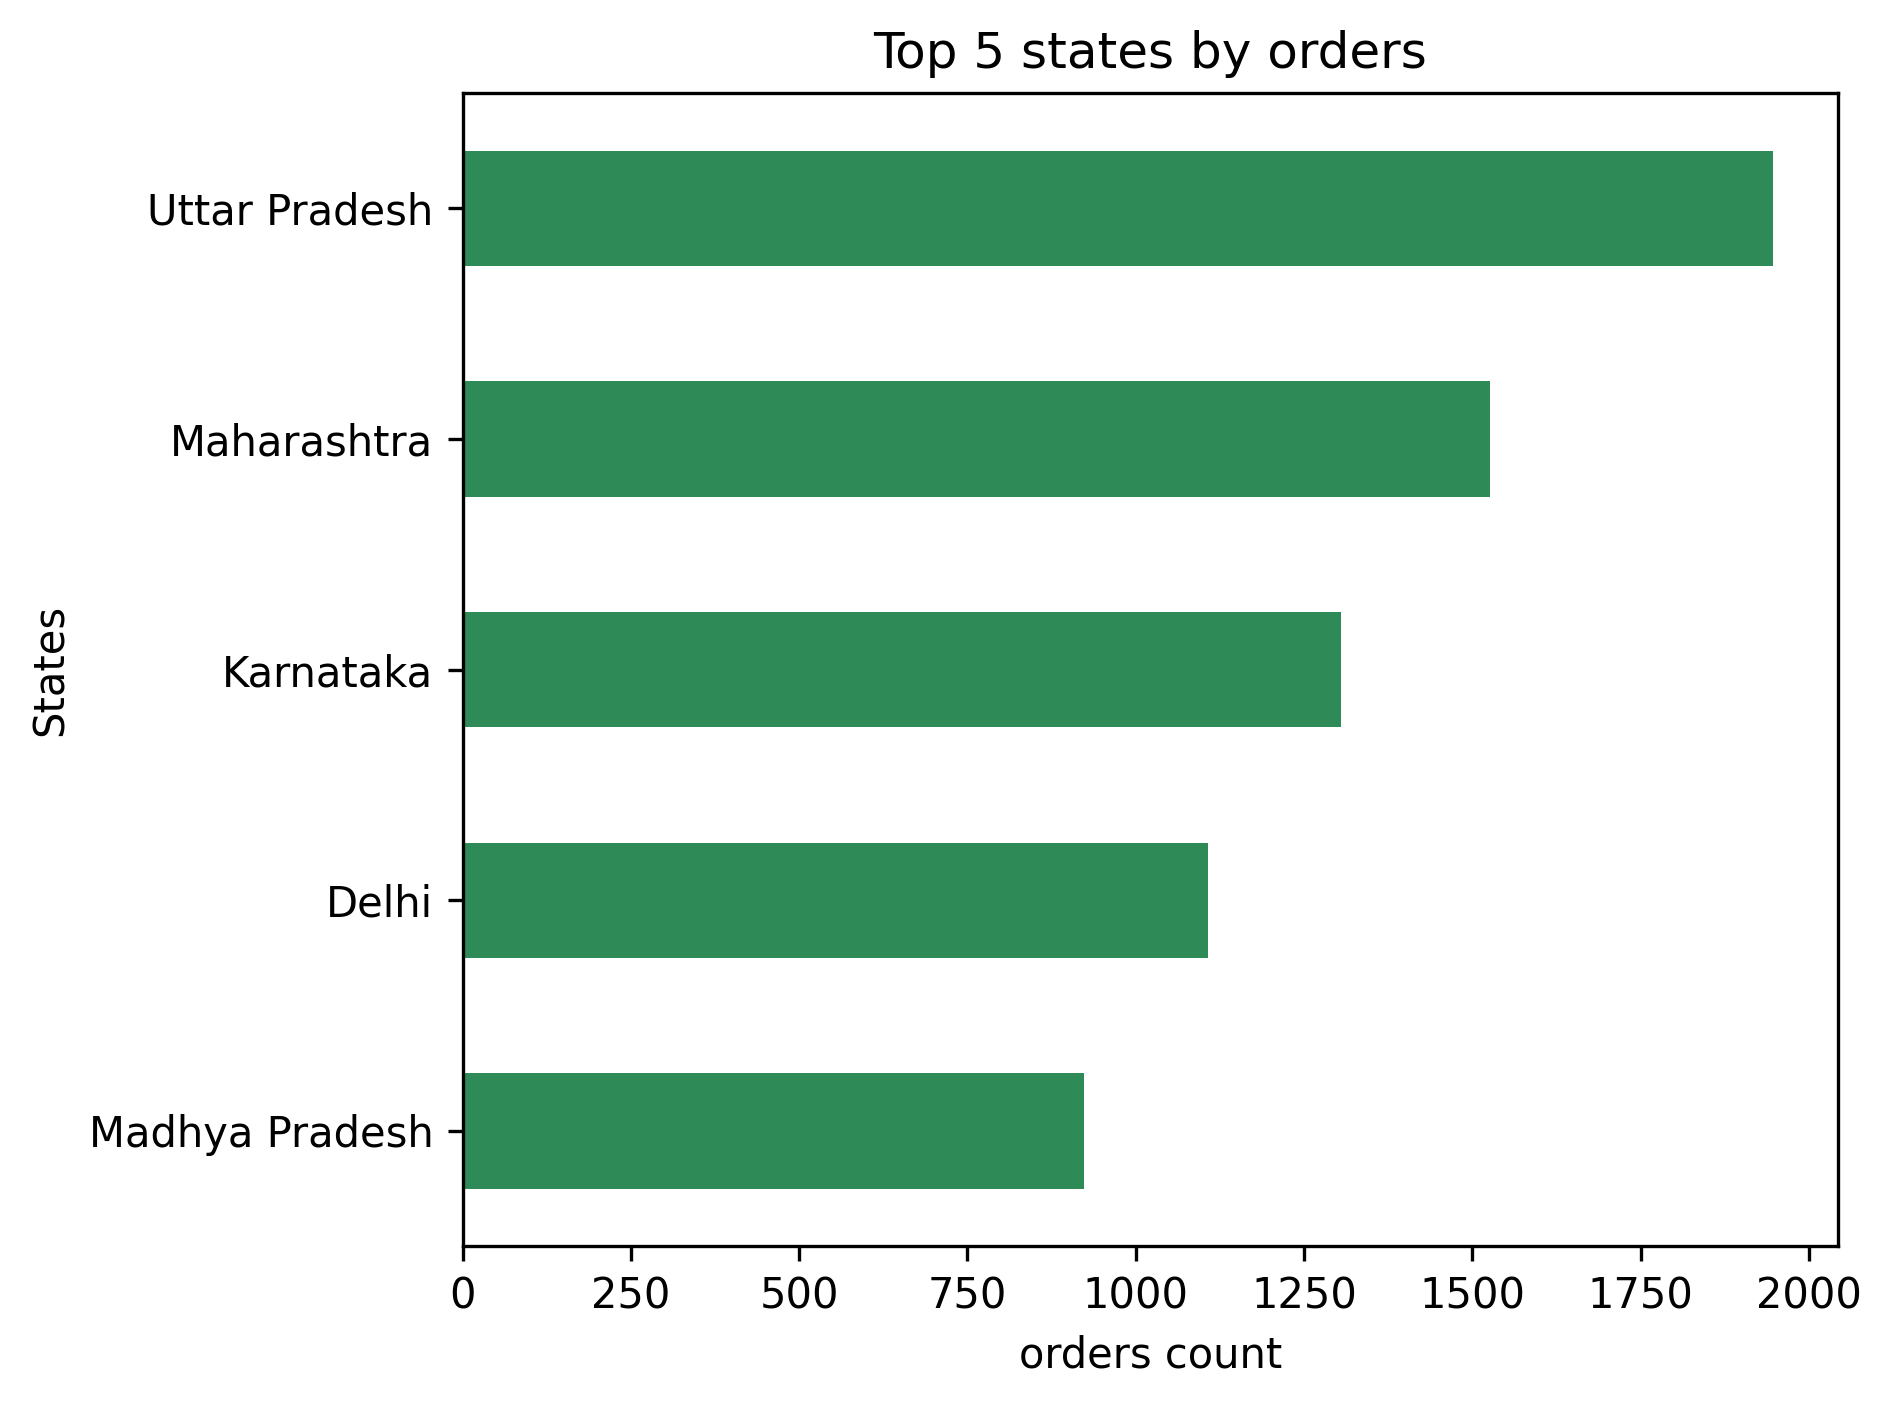 Top 5 states by orders
Uttar Pradesh
Maharashtra
Karnataka
Delhi
Madhya Pradesh
States
0 250 500 750 1000 1250 1500 1750 2000
orders count